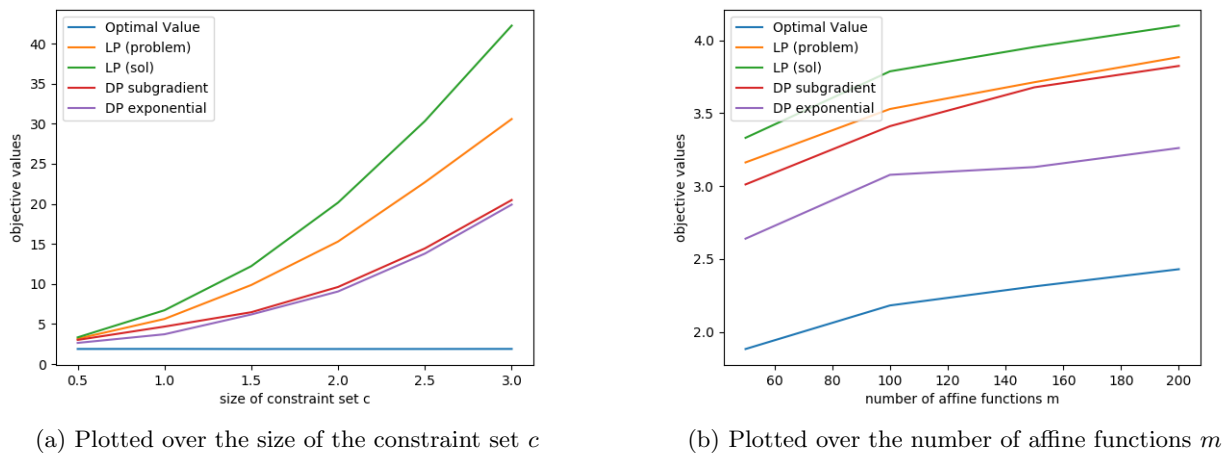 Optimal Value
LP (problem)
LP (sol)
DP subgradient
DP exponential
objective values
40
35
30
25
20
15
10
5
0
0.5 1.0 1.5 2.0 2.5 3.0
size of constraint set c
(a) Plotted over the size of the constraint set c
Optimal Value
LP (problem)
LP (sol)
DP subgradient
DP exponential
objective values
4.0
3.5
3.0
2.5
2.0
60 80 100 120 140 160 180 200
number of affine functions m
(b) Plotted over the number of affine functions m